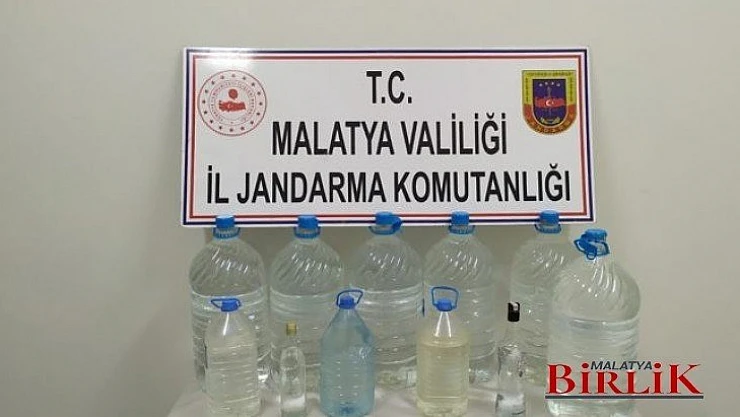 T.C.
MALATYA VALİLİĞİ
İL JANDARMA KOMUTANLIĞI
MALATYA
BİRLİK